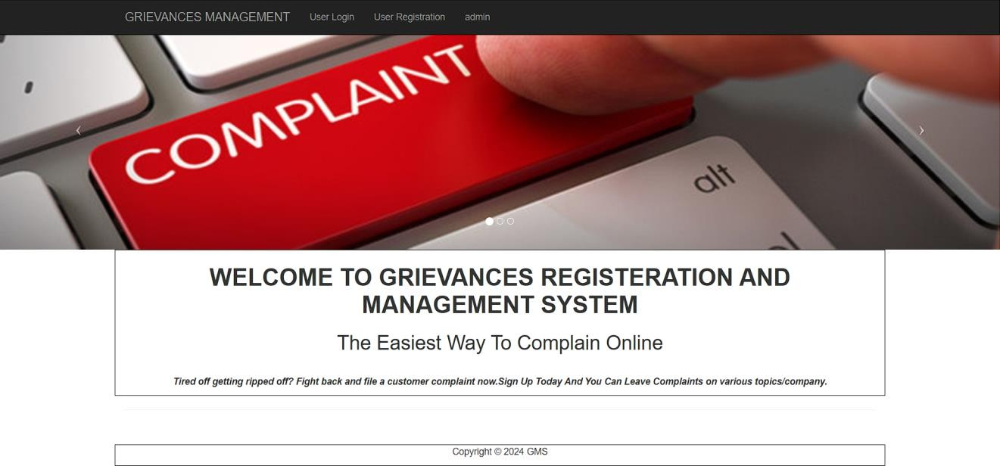 GRIEVANCES MANAGEMENT User Login User Registration admin
COMPLAINT
alt
WELCOME TO GRIEVANCES REGISTERATION AND
MANAGEMENT SYSTEM
The Easiest Way To Complain Online
Tired off getting ripped off? Fight back and file a customer complaint now.Sign Up Today And You Can Leave Complaints on various topics/company.
Copyright © 2024 GMS